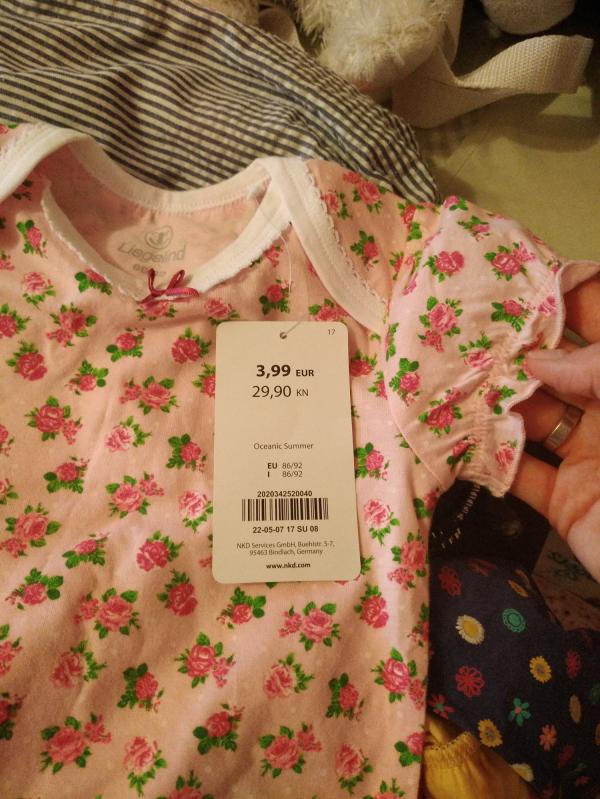 Liegelind
17
3,99 EUR
29,90 KN
Oceanic Summer
EU 86/92
I 86/92
2020342520040
22-05-07 17 SU 08
NKD Services GmbH, Buehlstr. 5-7,
95463 Bindlach, Germany
www.nkd.com